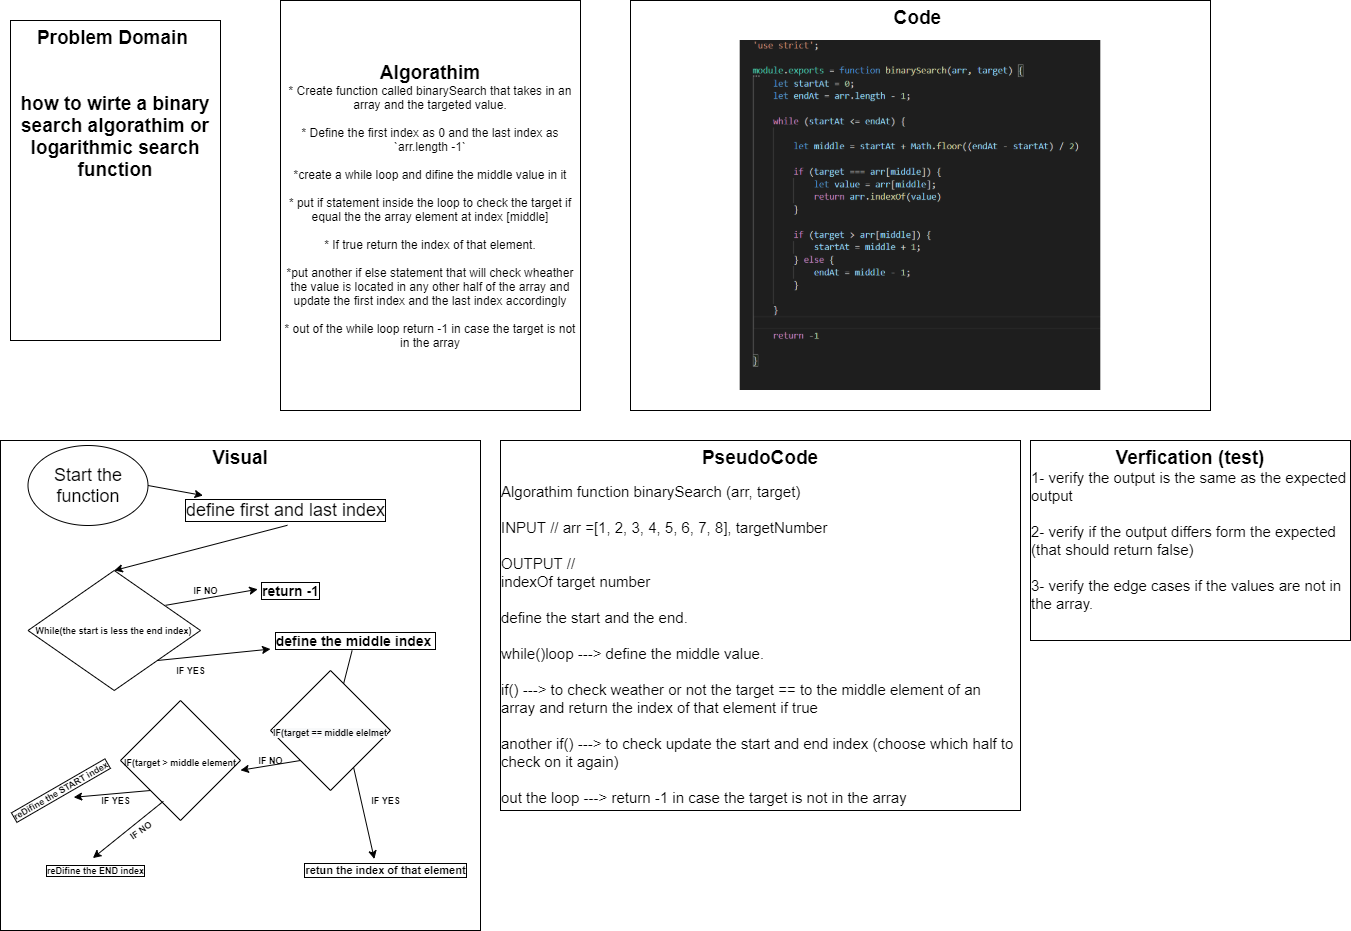 Problem Domain
how to wirte a binary
search algorathim or
logarithmic search
function
Algorathim
* Create function called binarySearch that takes in an
array and the targeted value.
* Define the first index as 0 and the last index as
`arr.length -1`
*create a while loop and difine the middle value in it
* put if statement inside the loop to check the target if
equal the the array element at index [middle]
* If true return the index of that element.
*put another if else statement that will check wheather
the value is located in any other half of the array and
update the first index and the last index accordingly
* out of the while loop return -1 in case the target is not
in the array
Code
'use strict';
module.exports = function binarySearch(arr, target) {
let startAt = 0;
let endAt = arr.length - 1;
while (startAt <= endAt) {
let middle = startAt + Math.floor((endAt - startAt) / 2)
if (target === arr[middle]) {
let value = arr[middle];
return arr.indexOf(value)
}
if (target > arr[middle]) {
startAt = middle + 1;
} else {
endAt = middle - 1;
}
}
return -1
}
Visual
Start the
function
define first and last index
While(the start is less the end index)
IF NO
return -1
IF YES
define the middle index
IF(target == middle elelmet
IF NO
IF(target > middle element
IF YES
reDifine the START index
IF YES
IF NO
reDifine the END index
retun the index of that element
PseudoCode
Algorathim function binarySearch (arr, target)
INPUT // arr =[1, 2, 3, 4, 5, 6, 7, 8], targetNumber
OUTPUT //
indexOf target number
define the start and the end.
while()loop ---> define the middle value.
if() ---> to check weather or not the target == to the middle element of an
array and return the index of that element if true
another if() ---> to check update the start and end index (choose which half to
check on it again)
out the loop ---> return -1 in case the target is not in the array
Verfication (test)
1- verify the output is the same as the expected
output
2- verify if the output differs form the expected
(that should return false)
3- verify the edge cases if the values are not in
the array.